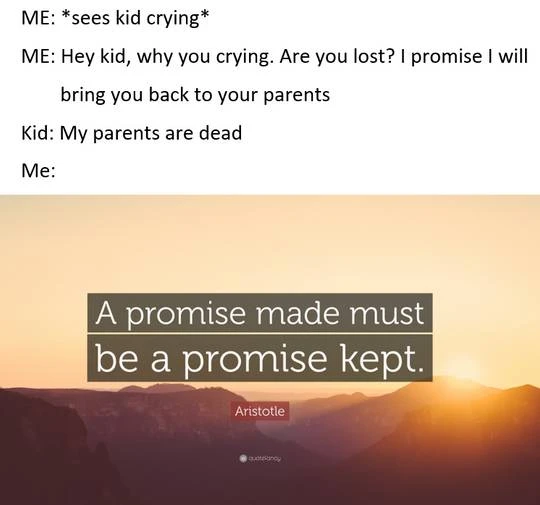 ME: *sees kid crying*
ME: Hey kid, why you crying. Are you lost? I promise I will
bring you back to your parents
Kid: My parents are dead
Me:
A promise made must
be a promise kept.
Aristotle
quotefancy